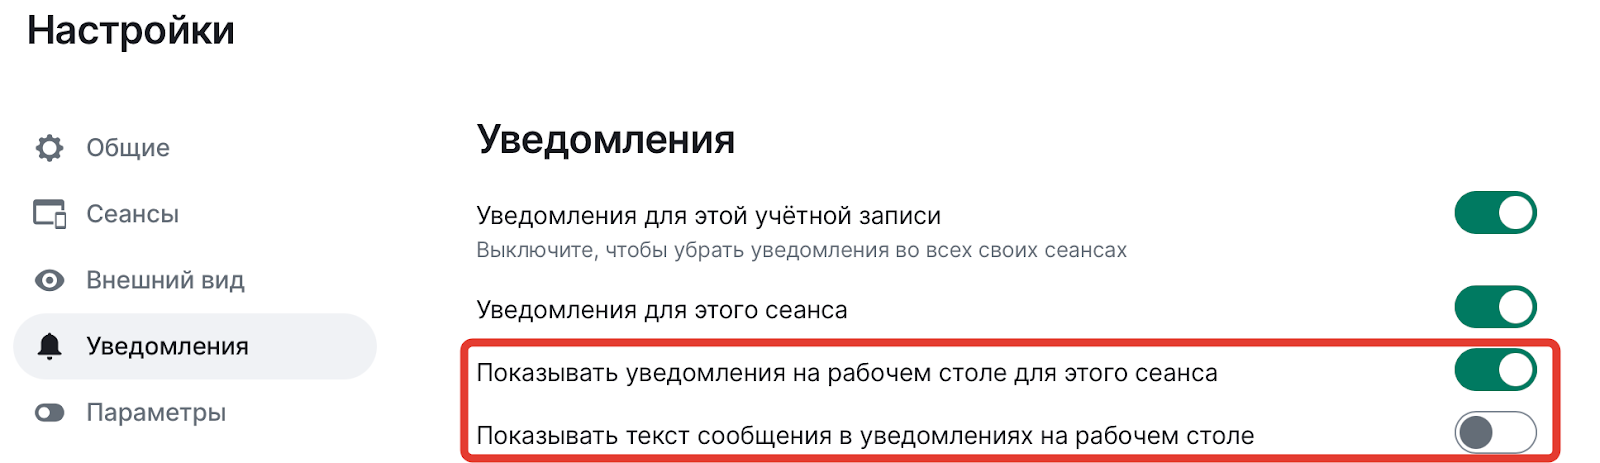 Настройки
Общие
Сеансы
Внешний вид
Уведомления
Параметры
Уведомления
Уведомления для этой учётной записи
Выключите, чтобы убрать уведомления во всех своих сеансах
Уведомления для этого сеанса
Показывать уведомления на рабочем столе для этого сеанса
Показывать текст сообщения в уведомлениях на рабочем столе